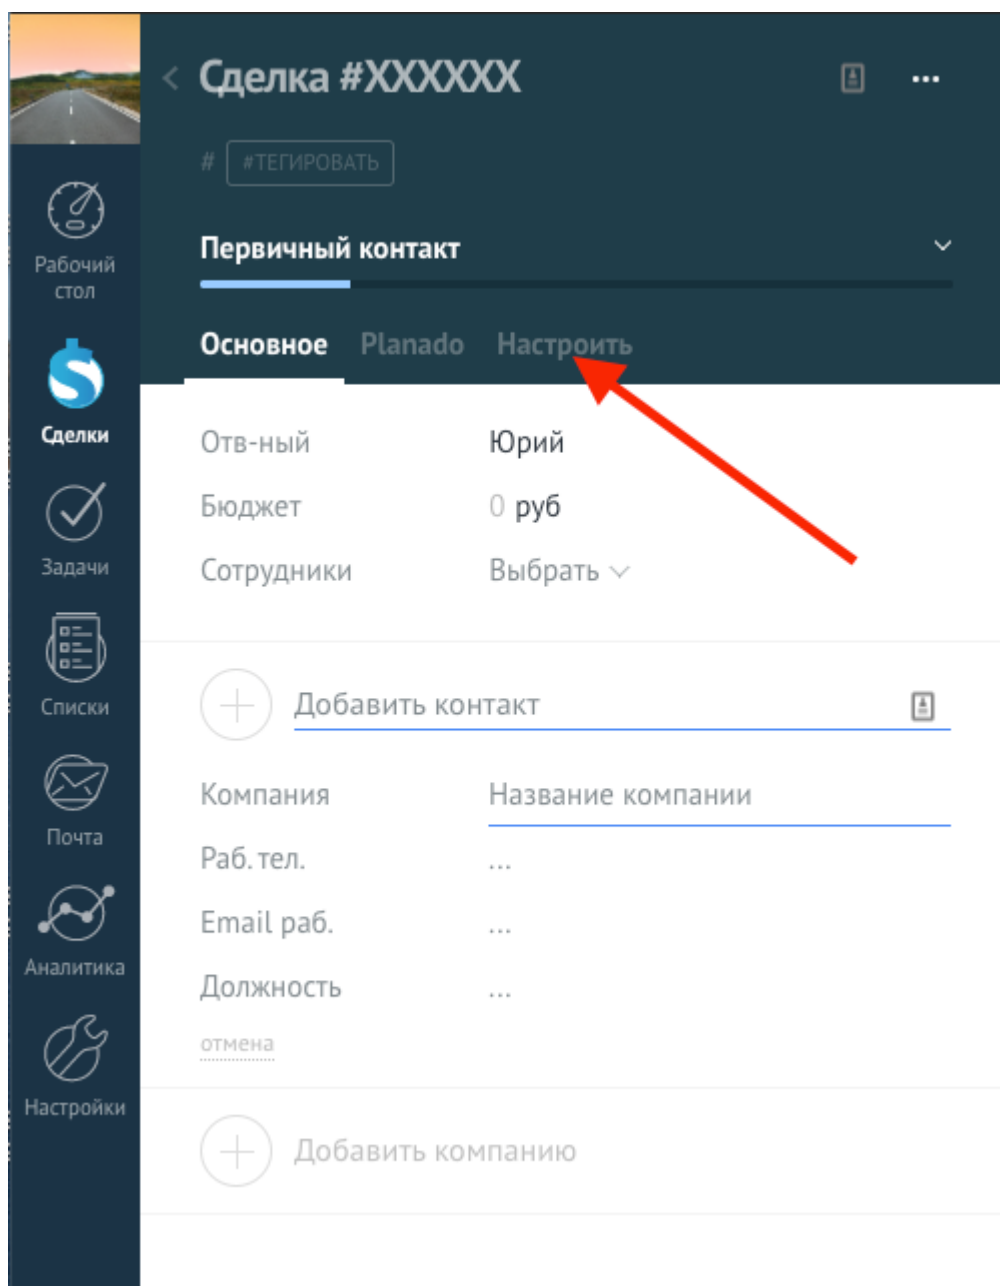 Сделка #XXXXXX
# #ТЕГИРОВАТЬ
Первичный контакт
Основное Planado Настроить
Рабочий
стол
Сделки
Задачи
Списки
Почта
Аналитика
Настройки
Отв-ный Юрий
Бюджет 0 руб
Сотрудники Выбрать
Добавить контакт
Компания Название компании
Раб. тел. ...
Email раб. ...
Должность ...
отмена
Добавить компанию